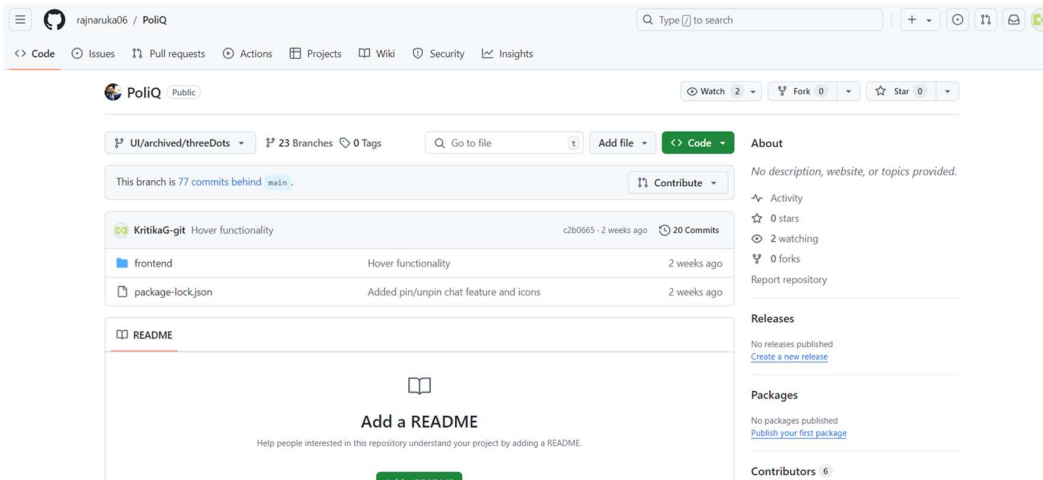 rajnaruka06 / PoliQ
Type / to search
Code Issues Pull requests Actions Projects Wiki Security Insights
PoliQ Public
Watch 2 Fork 0 Star 0
UI/archived/threeDots 23 Branches 0 Tags Go to file t Add file Code
This branch is 77 commits behind main .
Contribute
KritikaG-git Hover functionality c2b0665 · 2 weeks ago 20 Commits
frontend Hover functionality 2 weeks ago
package-lock.json Added pin/unpin chat feature and icons 2 weeks ago
README
Add a README
Help people interested in this repository understand your project by adding a README.
About
No description, website, or topics provided.
Activity
0 stars
2 watching
0 forks
Report repository
Releases
No releases published
Create a new release
Packages
No packages published
Publish your first package
Contributors 6